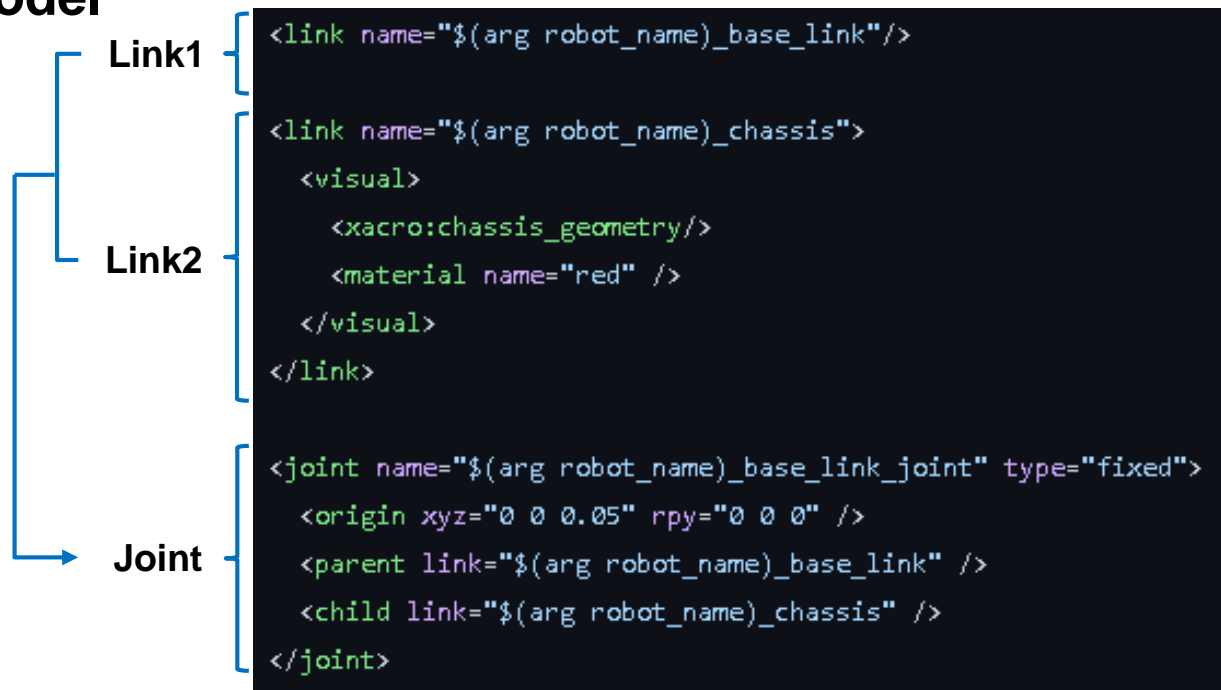 Link1
<link name="$(arg robot_name)_base_link"/>
Link2
<link name="$(arg robot_name)_chassis">
<visual>
<xacro:chassis_geometry/>
<material name="red" />
</visual>
</link>
Joint
<joint name="$(arg robot_name)_base_link_joint" type="fixed">
<origin xyz="0 0 0.05" rpy="0 0 0" />
<parent link="$(arg robot_name)_base_link" />
<child link="$(arg robot_name)_chassis" />
</joint>